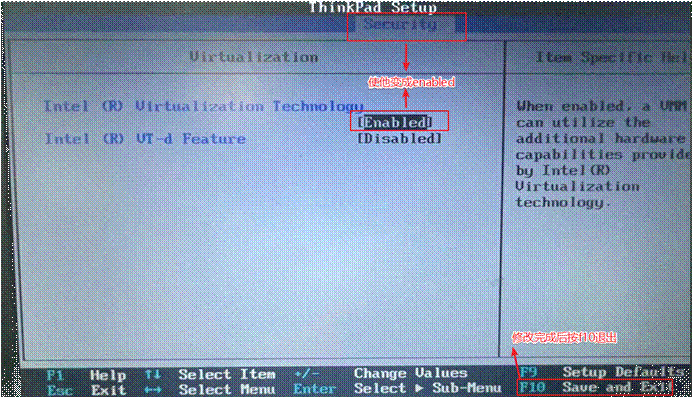 ThinkPad Setup
Security
Virtualization
Item Specific Hel
使他变成enabled
Intel (R) Virtualization Technology
[Enabled]
Intel (R) VT-d Feature
[Disabled]
When enabled, a VMM
can utilize the
additional hardware
capabilities provide
by Intel(R)
Virtualization
technology.
修改完成后按f10退出
F1 Help ↑↓ Select Item +/- Change Values F9 Setup Defaults
Esc Exit ↔ Select Menu Enter Select ▶ Sub-Menu F10 Save and Exit